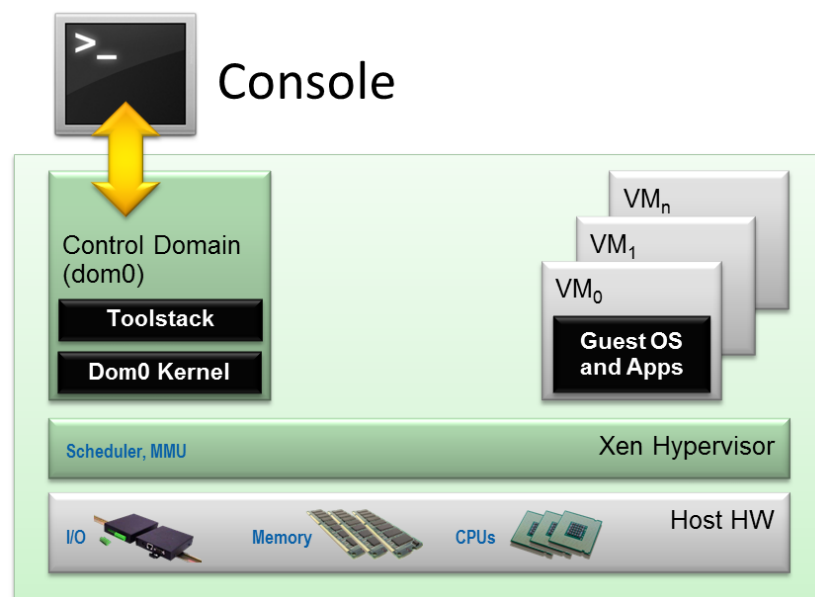 >_
Console
Control Domain
(dom0)
Toolstack
Dom0 Kernel
VMₙ
VM₁
VM₀
Guest OS
and Apps
Scheduler, MMU
Xen Hypervisor
I/O
Memory
CPUs
Host HW